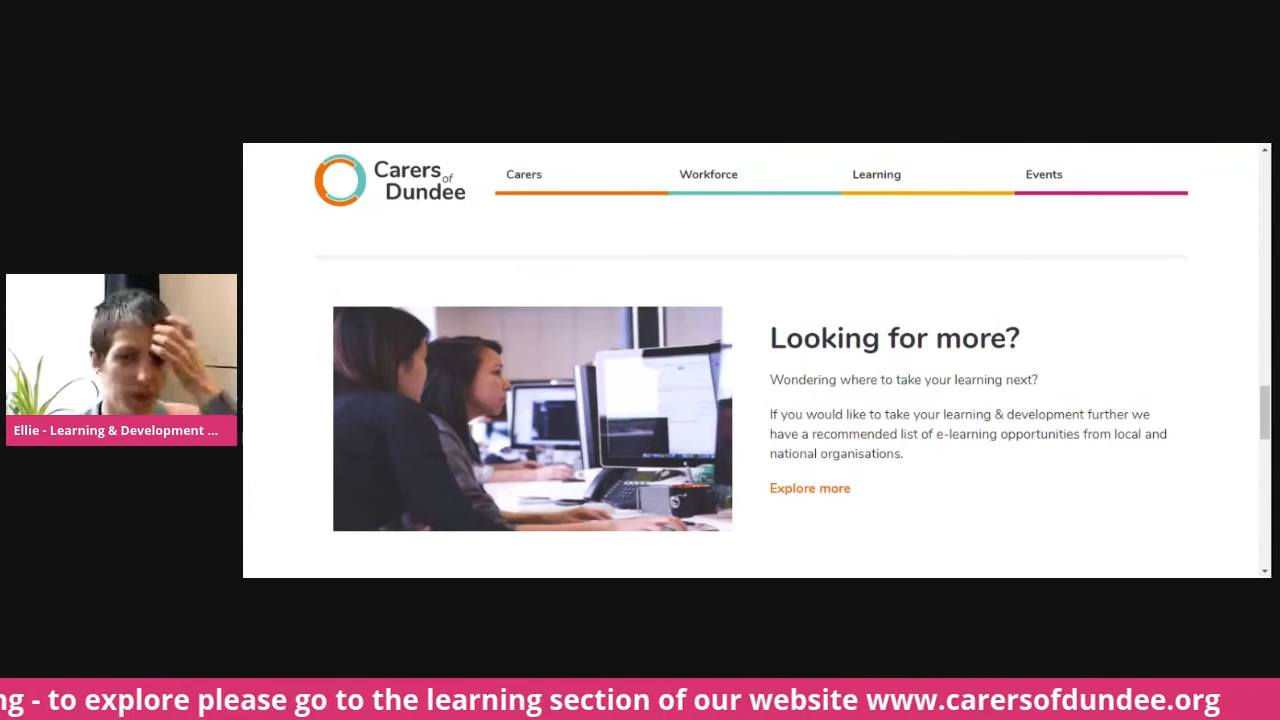 Carers of
Dundee
Carers
Workforce
Learning
Events
Looking for more?
Wondering where to take your learning next?
If you would like to take your learning & development further we
have a recommended list of e-learning opportunities from local and
national organisations.
Explore more
Ellie - Learning & Development ...
ng - to explore please go to the learning section of our website www.carersofdundee.org